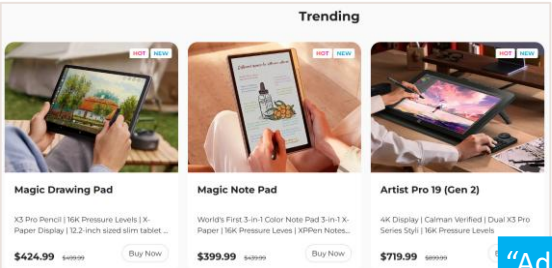 Trending
HOT NEW
HOT NEW
HOT NEW
Magic Drawing Pad
Magic Note Pad
Artist Pro 19 (Gen 2)
X3 Pro Pencil | 16K Pressure Levels | X-
Paper Display | 12.2-inch sized slim tablet ...
World's First 3-in-1 Color Note Pad 3-in-1 X-
Paper | 16K Pressure Leves | XPPen Notes...
4K Display | Calman Verified | Dual X3 Pro
Series Styli | 16K Pressure Levels
$424.99 $499.99 Buy Now
$399.99 $439.99 Buy Now
$719.99 $899.99
“Ad